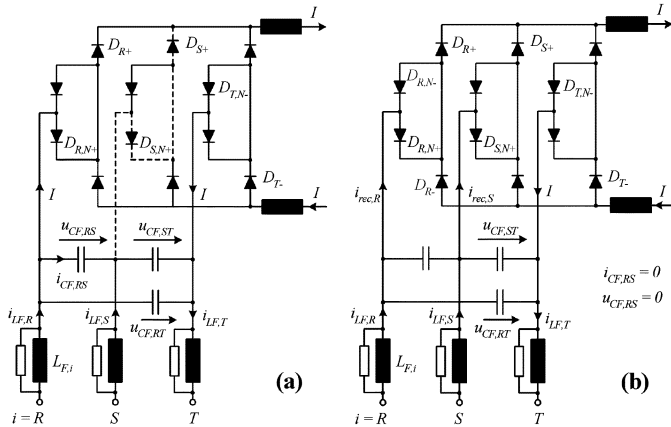 I
D_{R+}
D_{S+}
D_{T,N-}
D_{R,N+}
D_{S,N+}
D_{T-}
I
I
I
u_{CF,RS}
u_{CF,ST}
i_{CF,RS}
i_{LF,R}
i_{LF,S}
u_{CF,RT}
i_{LF,T}
L_{F,i}
(a)
i = R
S
T
I
D_{R+}
D_{S+}
D_{R,N-}
D_{T,N-}
D_{R,N+}
D_{S,N+}
D_{R-}
D_{T-}
i_{rec,R}
i_{rec,S}
I
I
u_{CF,ST}
i_{CF,RS} = 0
u_{CF,RS} = 0
i_{LF,R}
i_{LF,S}
u_{CF,RT}
i_{LF,T}
L_{F,i}
(b)
i = R
S
T